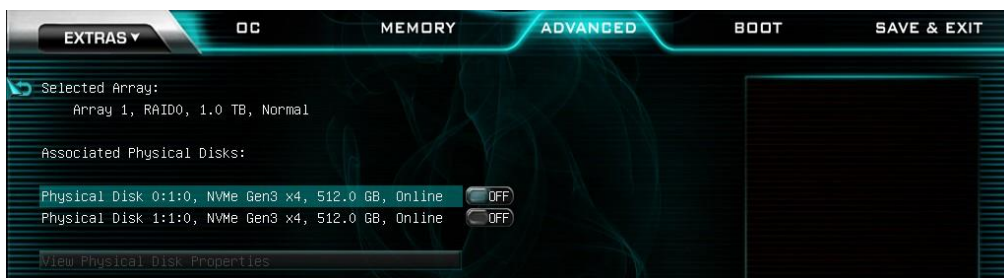 EXTRAS▼ OC MEMORY ADVANCED BOOT SAVE & EXIT
Selected Array:
Array 1, RAID0, 1.0 TB, Normal
Associated Physical Disks:
Physical Disk 0:1:0, NVMe Gen3 x4, 512.0 GB, Online OFF
Physical Disk 1:1:0, NVMe Gen3 x4, 512.0 GB, Online OFF
View Physical Disk Properties